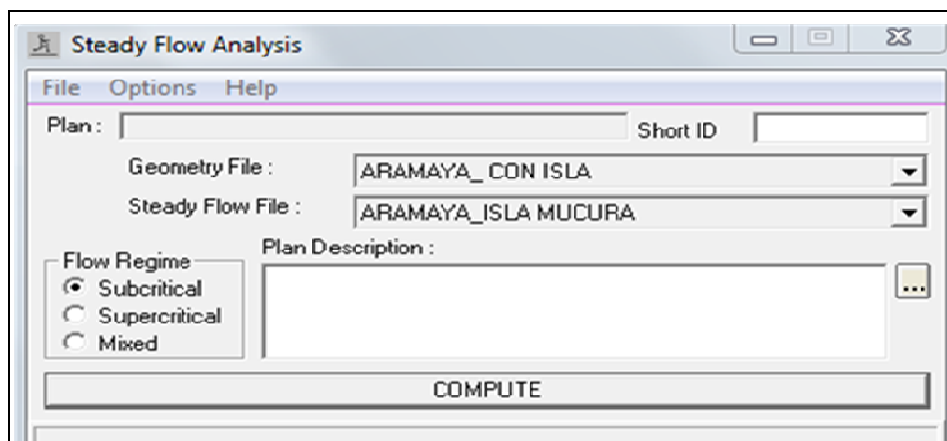 Steady Flow Analysis
File Options Help
Plan : Short ID
Geometry File : ARAMAYA_ CON ISLA
Steady Flow File : ARAMAYA_ISLA MUCURA
Plan Description :
Flow Regime
Subcritical
Supercritical
Mixed
...
COMPUTE